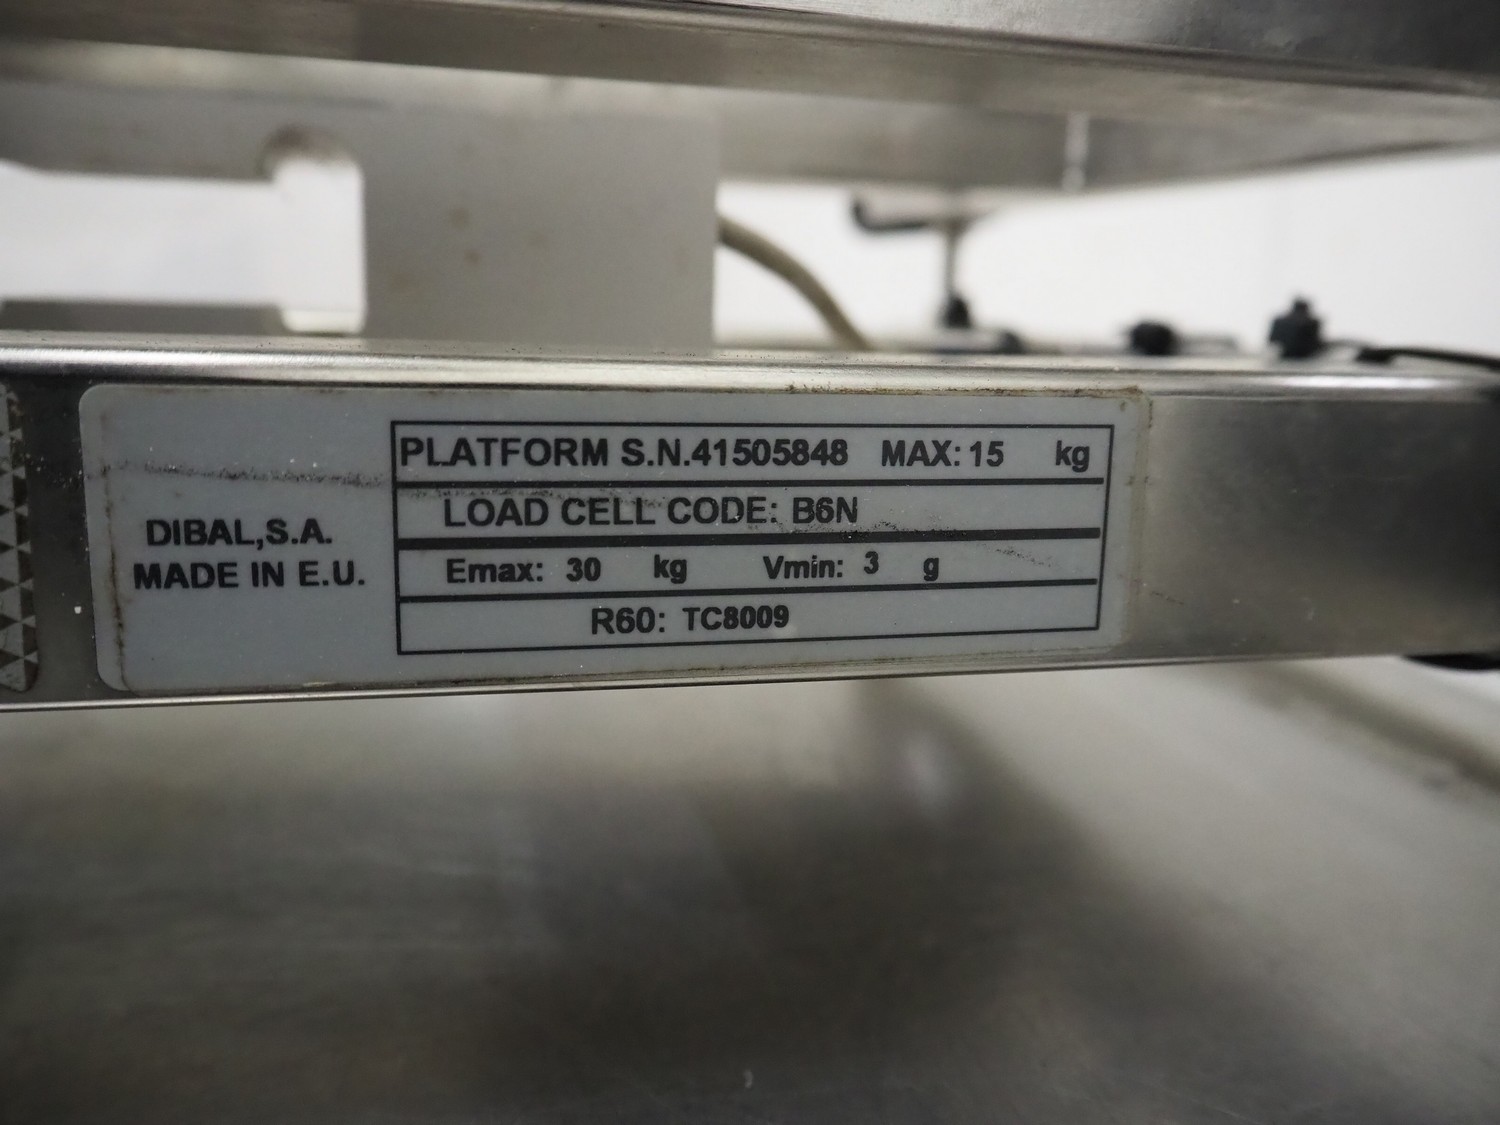 DIBAL,S.A.
MADE IN E.U.
PLATFORM S.N.41505848 MAX: 15 kg
LOAD CELL CODE: B6N
Emax: 30 kg Vmin: 3 g
R60: TC8009